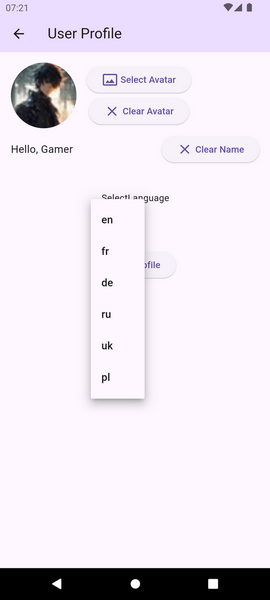 07:21
User Profile
Select Avatar
Clear Avatar
Hello, Gamer
Clear Name
SelectLanguage
en
fr
ofile
de
ru
uk
pl